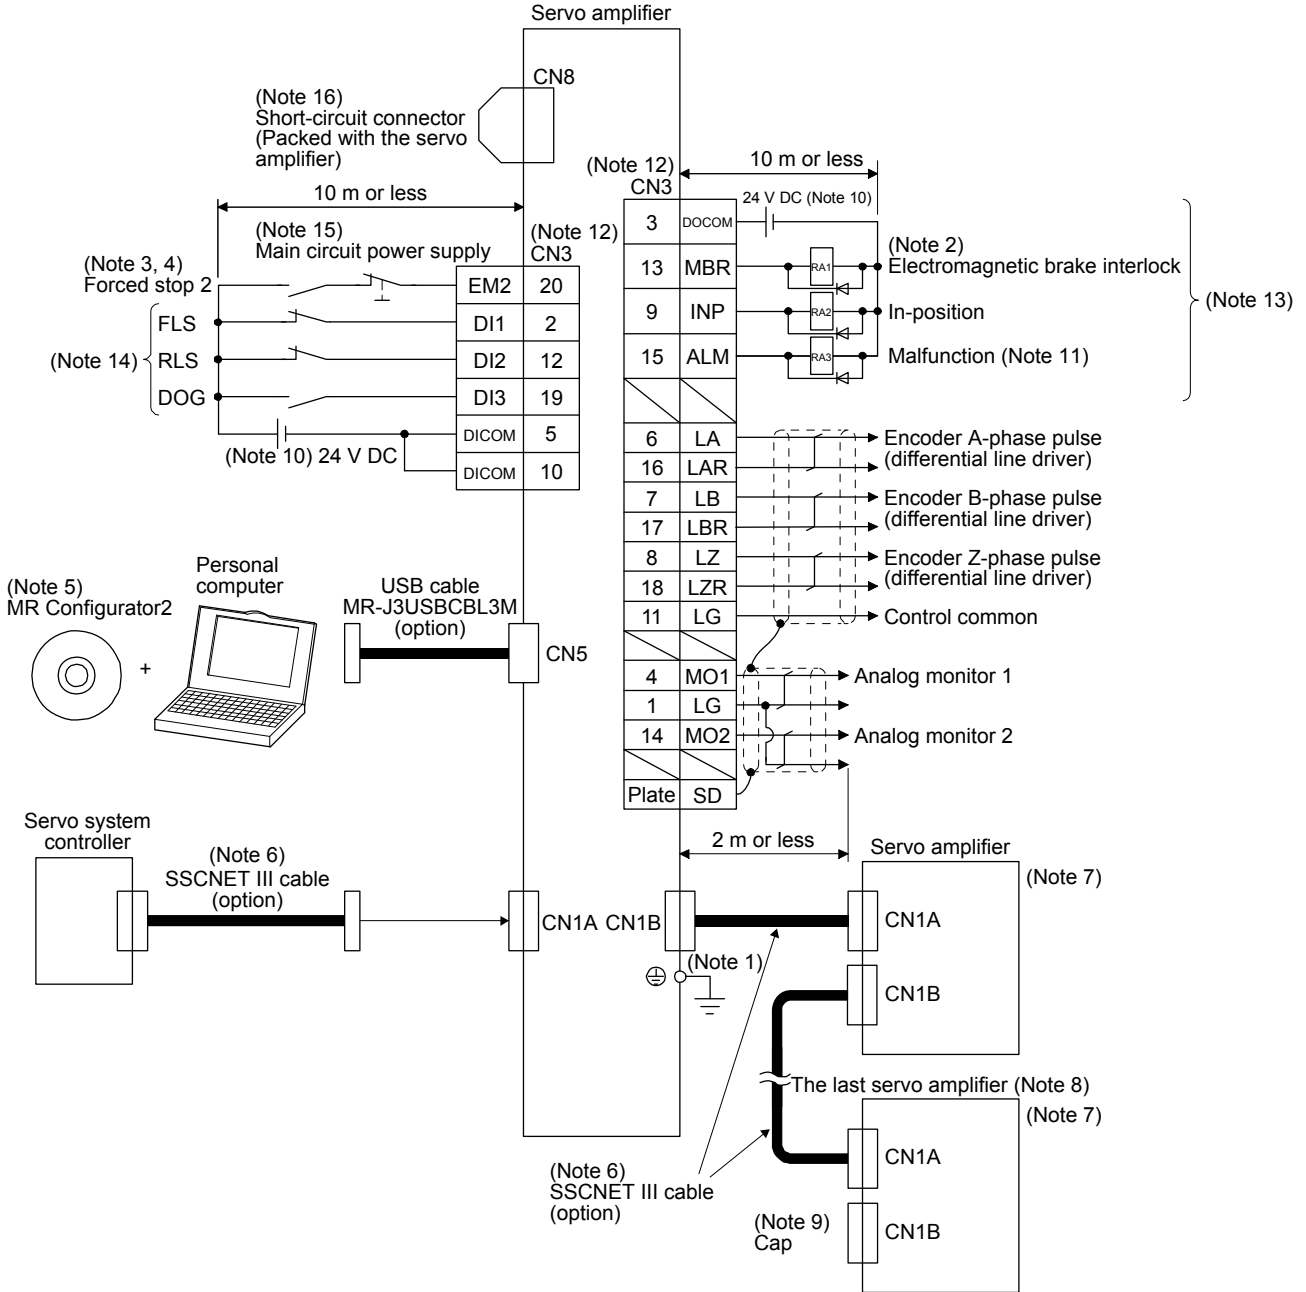 Servo amplifier
CN8
(Note 16)
Short-circuit connector
(Packed with the servo
amplifier)
10 m or less
(Note 15)
Main circuit power supply
(Note 12)
CN3
(Note 3, 4)
Forced stop 2
EM2 20
FLS DI1 2
(Note 14) RLS DI2 12
DOG DI3 19
DICOM 5
(Note 10) 24 V DC
DICOM 10
(Note 12)
CN3
10 m or less
24 V DC (Note 10)
3 DOCOM
(Note 2)
13 MBR RA1 Electromagnetic brake interlock
9 INP RA2 In-position
15 ALM RA3 Malfunction (Note 11)
(Note 13)
6 LA Encoder A-phase pulse
16 LAR (differential line driver)
7 LB Encoder B-phase pulse
17 LBR (differential line driver)
8 LZ Encoder Z-phase pulse
18 LZR (differential line driver)
11 LG Control common
4 MO1 Analog monitor 1
1 LG
14 MO2 Analog monitor 2
Plate SD
2 m or less
(Note 5)
MR Configurator2
+
Personal
computer
USB cable
MR-J3USBCBL3M
(option)
CN5
Servo system
controller
(Note 6)
SSCNET III cable
(option)
CN1A CN1B
(Note 1)
Servo amplifier
(Note 7)
CN1A
CN1B
The last servo amplifier (Note 8)
(Note 7)
CN1A
CN1B
(Note 6)
SSCNET III cable
(option)
(Note 9)
Cap